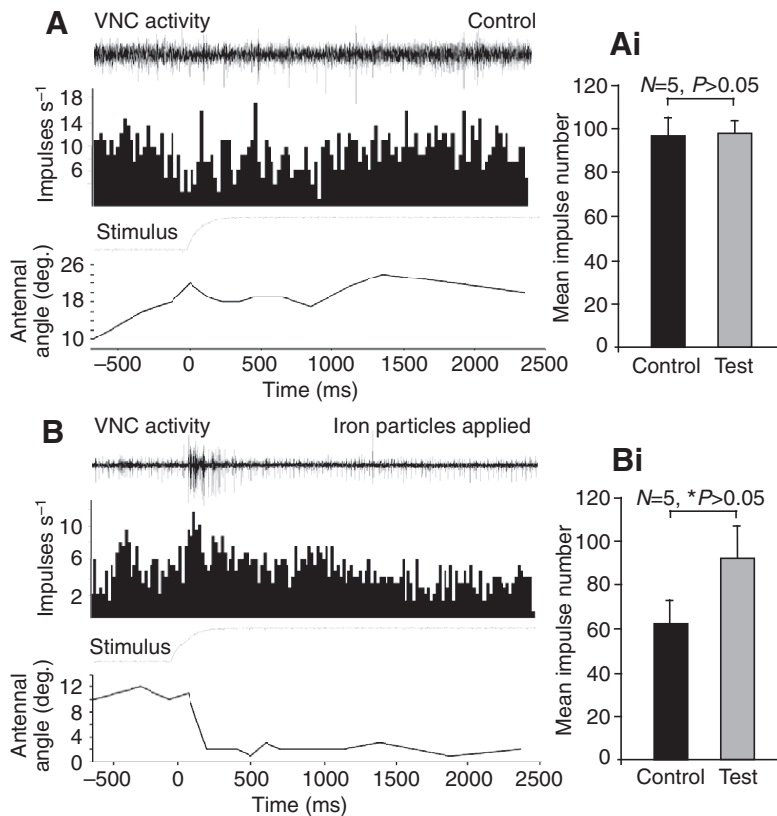 A
VNC activity
Control
Impulses s–1
18
14
10
6
Stimulus
Antennal
angle (deg.)
26
18
10
–500
0
500
1000
1500
2000
2500
Time (ms)
Ai
N=5, P>0.05
Mean impulse number
120
100
80
60
40
20
0
Control
Test
B
VNC activity
Iron particles applied
Impulses s–1
10
6
2
Stimulus
Antennal
angle (deg.)
12
8
4
0
–500
0
500
1000
1500
2000
2500
Time (ms)
Bi
N=5, *P>0.05
Mean impulse number
120
100
80
60
40
20
0
Control
Test